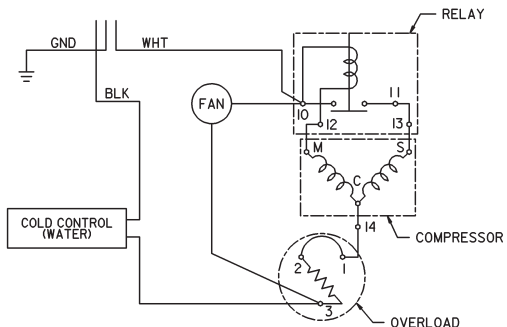 RELAY
GND
WHT
BLK
FAN
10
11
12
13
M
S
C
COLD CONTROL
(WATER)
14
COMPRESSOR
2
1
3
OVERLOAD